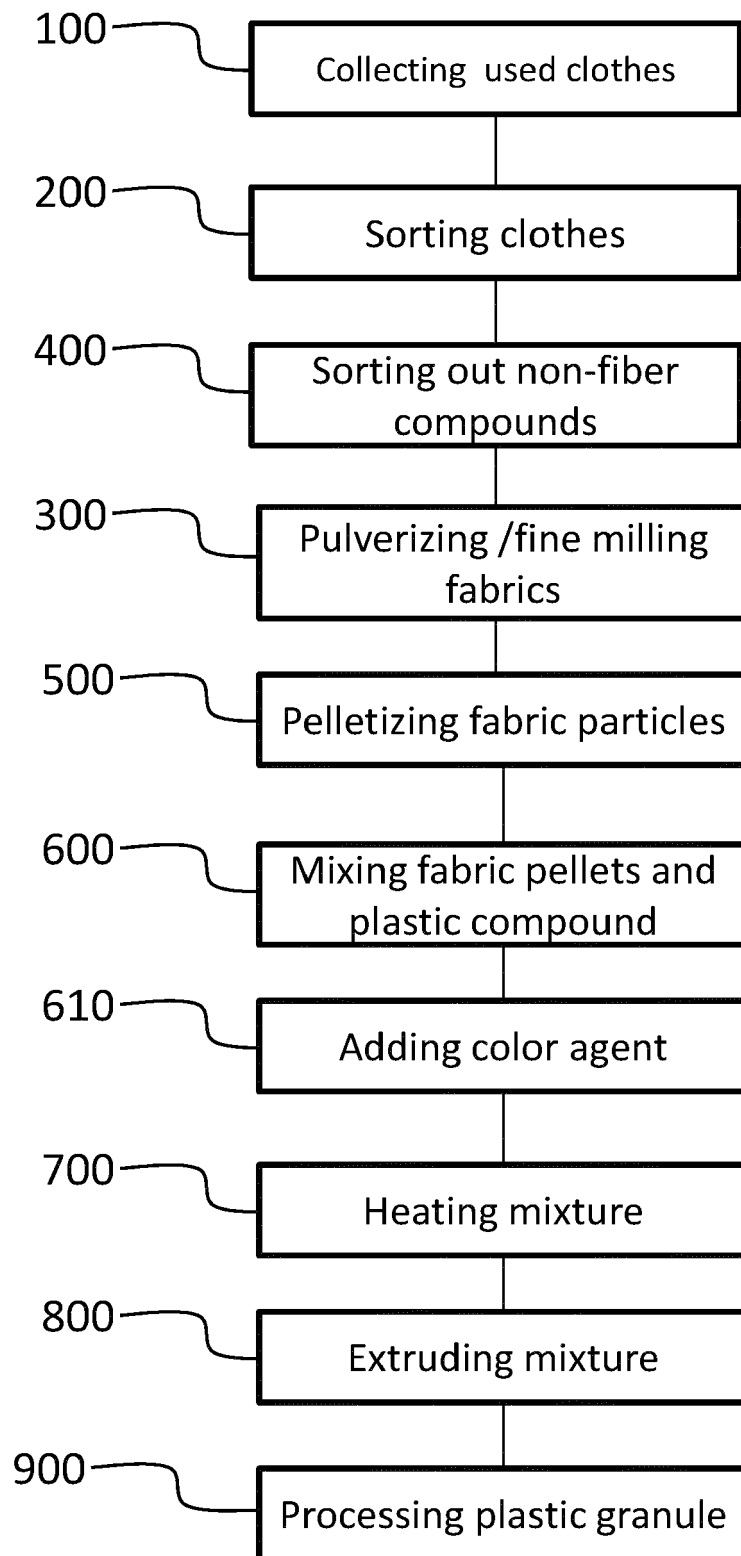 100
Collecting used clothes
200
Sorting clothes
400
Sorting out non-fiber
compounds
300
Pulverizing /fine milling
fabrics
500
Pelletizing fabric particles
600
Mixing fabric pellets and
plastic compound
610
Adding color agent
700
Heating mixture
800
Extruding mixture
900
Processing plastic granule